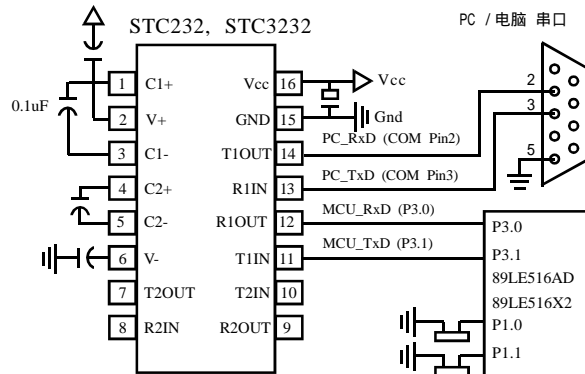 STC232, STC3232
PC / 电脑 串口
1 C1+ Vcc 16 Vcc
0.1uF
2 V+ GND 15 Gnd
3 C1- T1OUT 14 PC_RxD (COM Pin2) 2
4 C2+ R1IN 13 PC_TxD (COM Pin3) 3
5
5 C2- R1OUT 12 MCU_RxD (P3.0) P3.0
6 V- T1IN 11 MCU_TxD (P3.1) P3.1
7 T2OUT T2IN 10
8 R2IN R2OUT 9
89LE516AD
89LE516X2
P1.0
P1.1